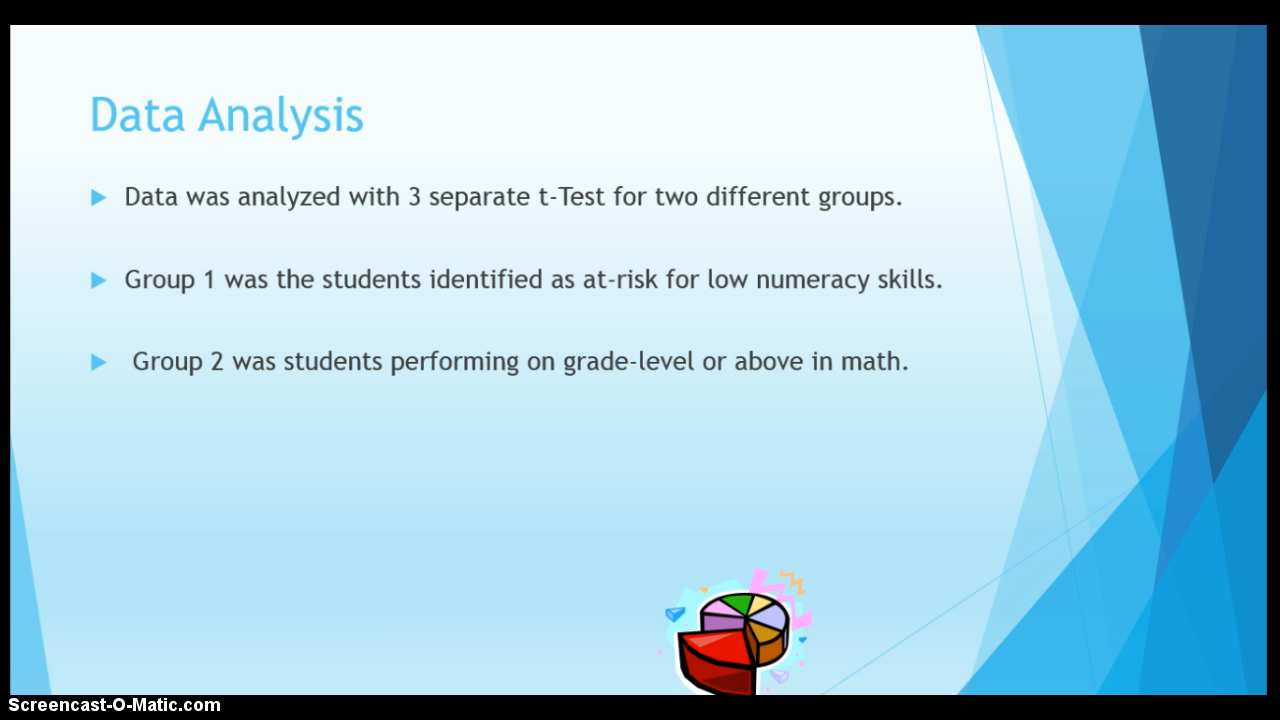 Data Analysis
Data was analyzed with 3 separate t-Test for two different groups.
Group 1 was the students identified as at-risk for low numeracy skills.
Group 2 was students performing on grade-level or above in math.
Screencast-O-Matic.com